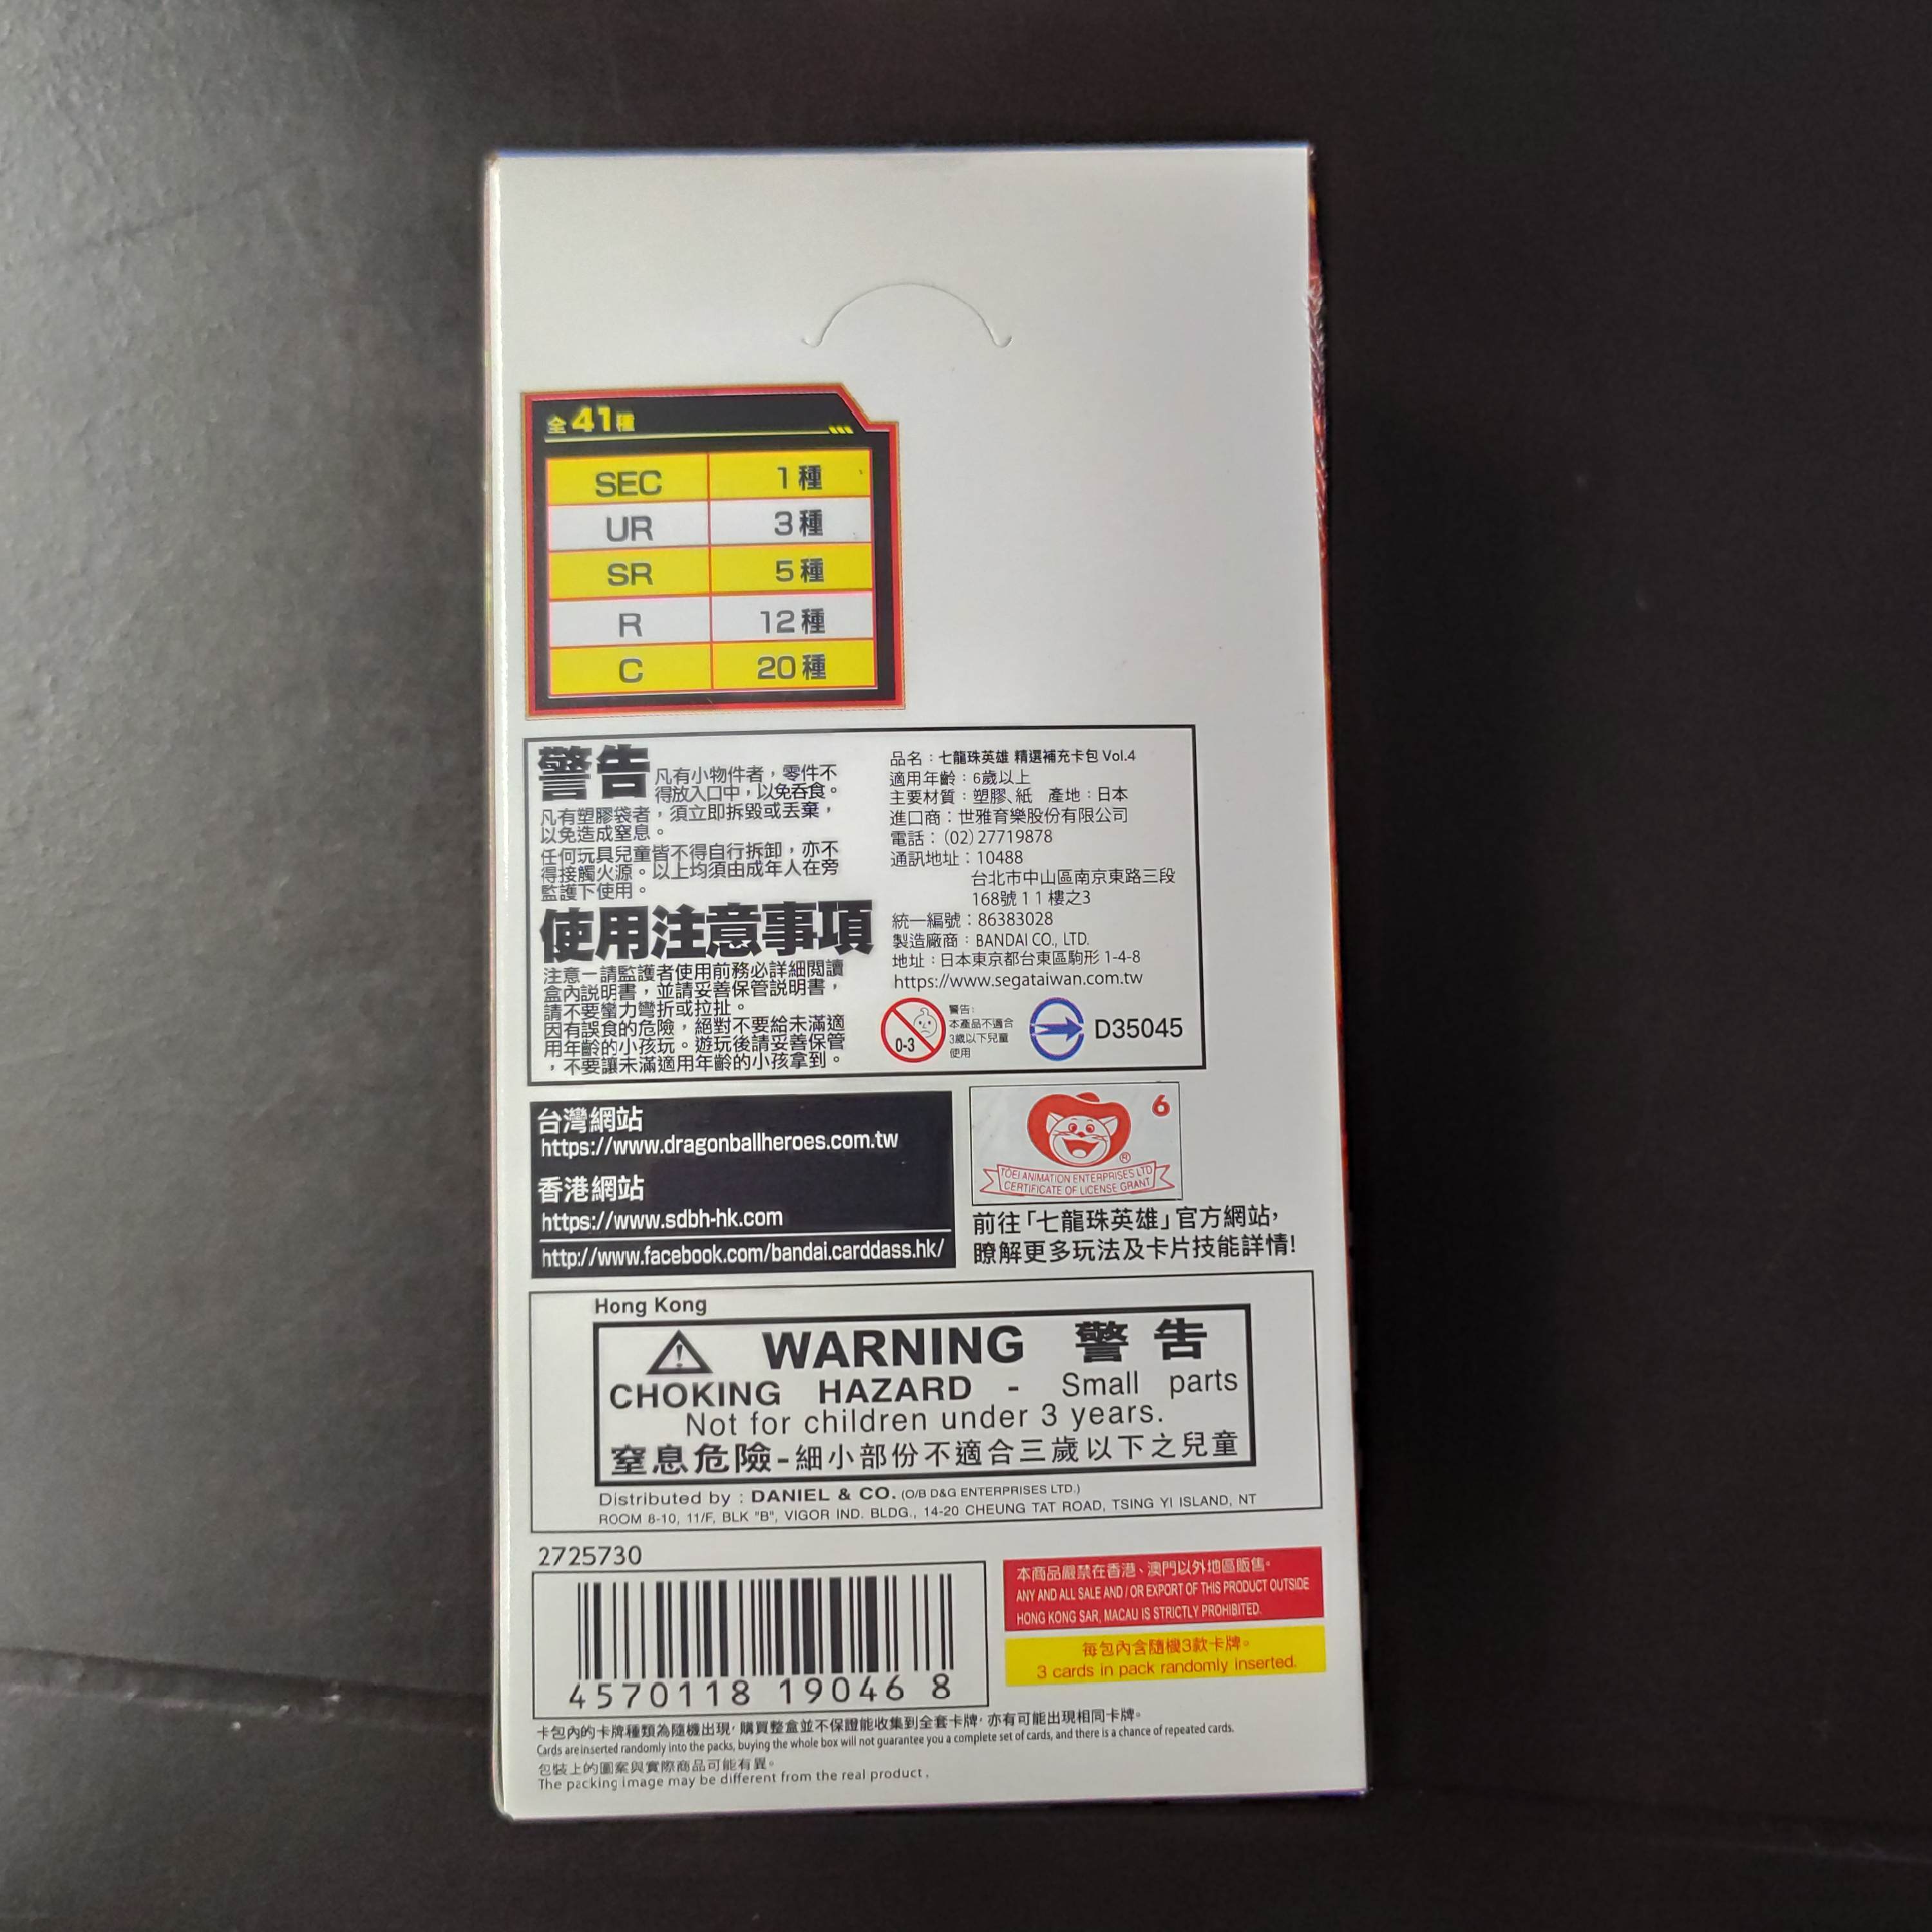 全41種
SEC 1種
UR 3種
SR 5種
R 12種
C 20種
警告 凡有小物件者，零件不
得放入口中，以免吞食。
凡有塑膠袋者，須立即拆毀或丟棄，
以免造成窒息。
任何玩具兒童皆不得自行拆卸，亦不
得接觸火源。以上均須由成年人在旁
監護下使用。
使用注意事項
注意－請監護者使用前務必詳細閱讀
盒內說明書，並請妥善保管說明書，
請不要蠻力彎折或拉扯。
因有誤食的危險，絕對不要給未滿適
用年齡的小孩玩。遊玩後請妥善保管
，不要讓未滿適用年齡的小孩拿到。
品名：七龍珠英雄 精選補充卡包 Vol.4
適用年齡：6歲以上
主要材質：塑膠、紙 產地：日本
進口商：世雅育樂股份有限公司
電話：(02)27719878
通訊地址：10488
台北市中山區南京東路三段
168號11樓之3
統一編號：86383028
製造廠商：BANDAI CO., LTD.
地址：日本東京都台東區駒形 1-4-8
https://www.segataiwan.com.tw
0-3
警告:
本產品不適合
3歲以下兒童
使用
D35045
台灣網站
https://www.dragonballheroes.com.tw
香港網站
https://www.sdbh-hk.com
http://www.facebook.com/bandai.carddass.hk/
6
®
TOEI ANIMATION ENTERPRISES LTD
CERTIFICATE OF LICENSE GRANT
前往「七龍珠英雄」官方網站，
瞭解更多玩法及卡片技能詳情！
Hong Kong
WARNING 警告
CHOKING HAZARD - Small parts
Not for children under 3 years.
窒息危險-細小部份不適合三歲以下之兒童
Distributed by : DANIEL & CO. (O/B D&G ENTERPRISES LTD.)
ROOM 8-10, 11/F, BLK "B", VIGOR IND. BLDG., 14-20 CHEUNG TAT ROAD, TSING YI ISLAND, NT
2725730
4570118 19046 8
本商品嚴禁在香港、澳門以外地區販售。
ANY AND ALL SALE AND / OR EXPORT OF THIS PRODUCT OUTSIDE
HONG KONG SAR, MACAU IS STRICTLY PROHIBITED.
每包內含隨機3款卡牌。
3 cards in pack randomly inserted.
卡包內的卡牌種類為隨機出現，購買整盒並不保證能收集到全套卡牌，亦有可能出現相同卡牌。
Cards are inserted randomly into the packs, buying the whole box will not guarantee you a complete set of cards, and there is a chance of repeated cards.
包裝上的圖案與實際商品可能有異。
The packing image may be different from the real product.